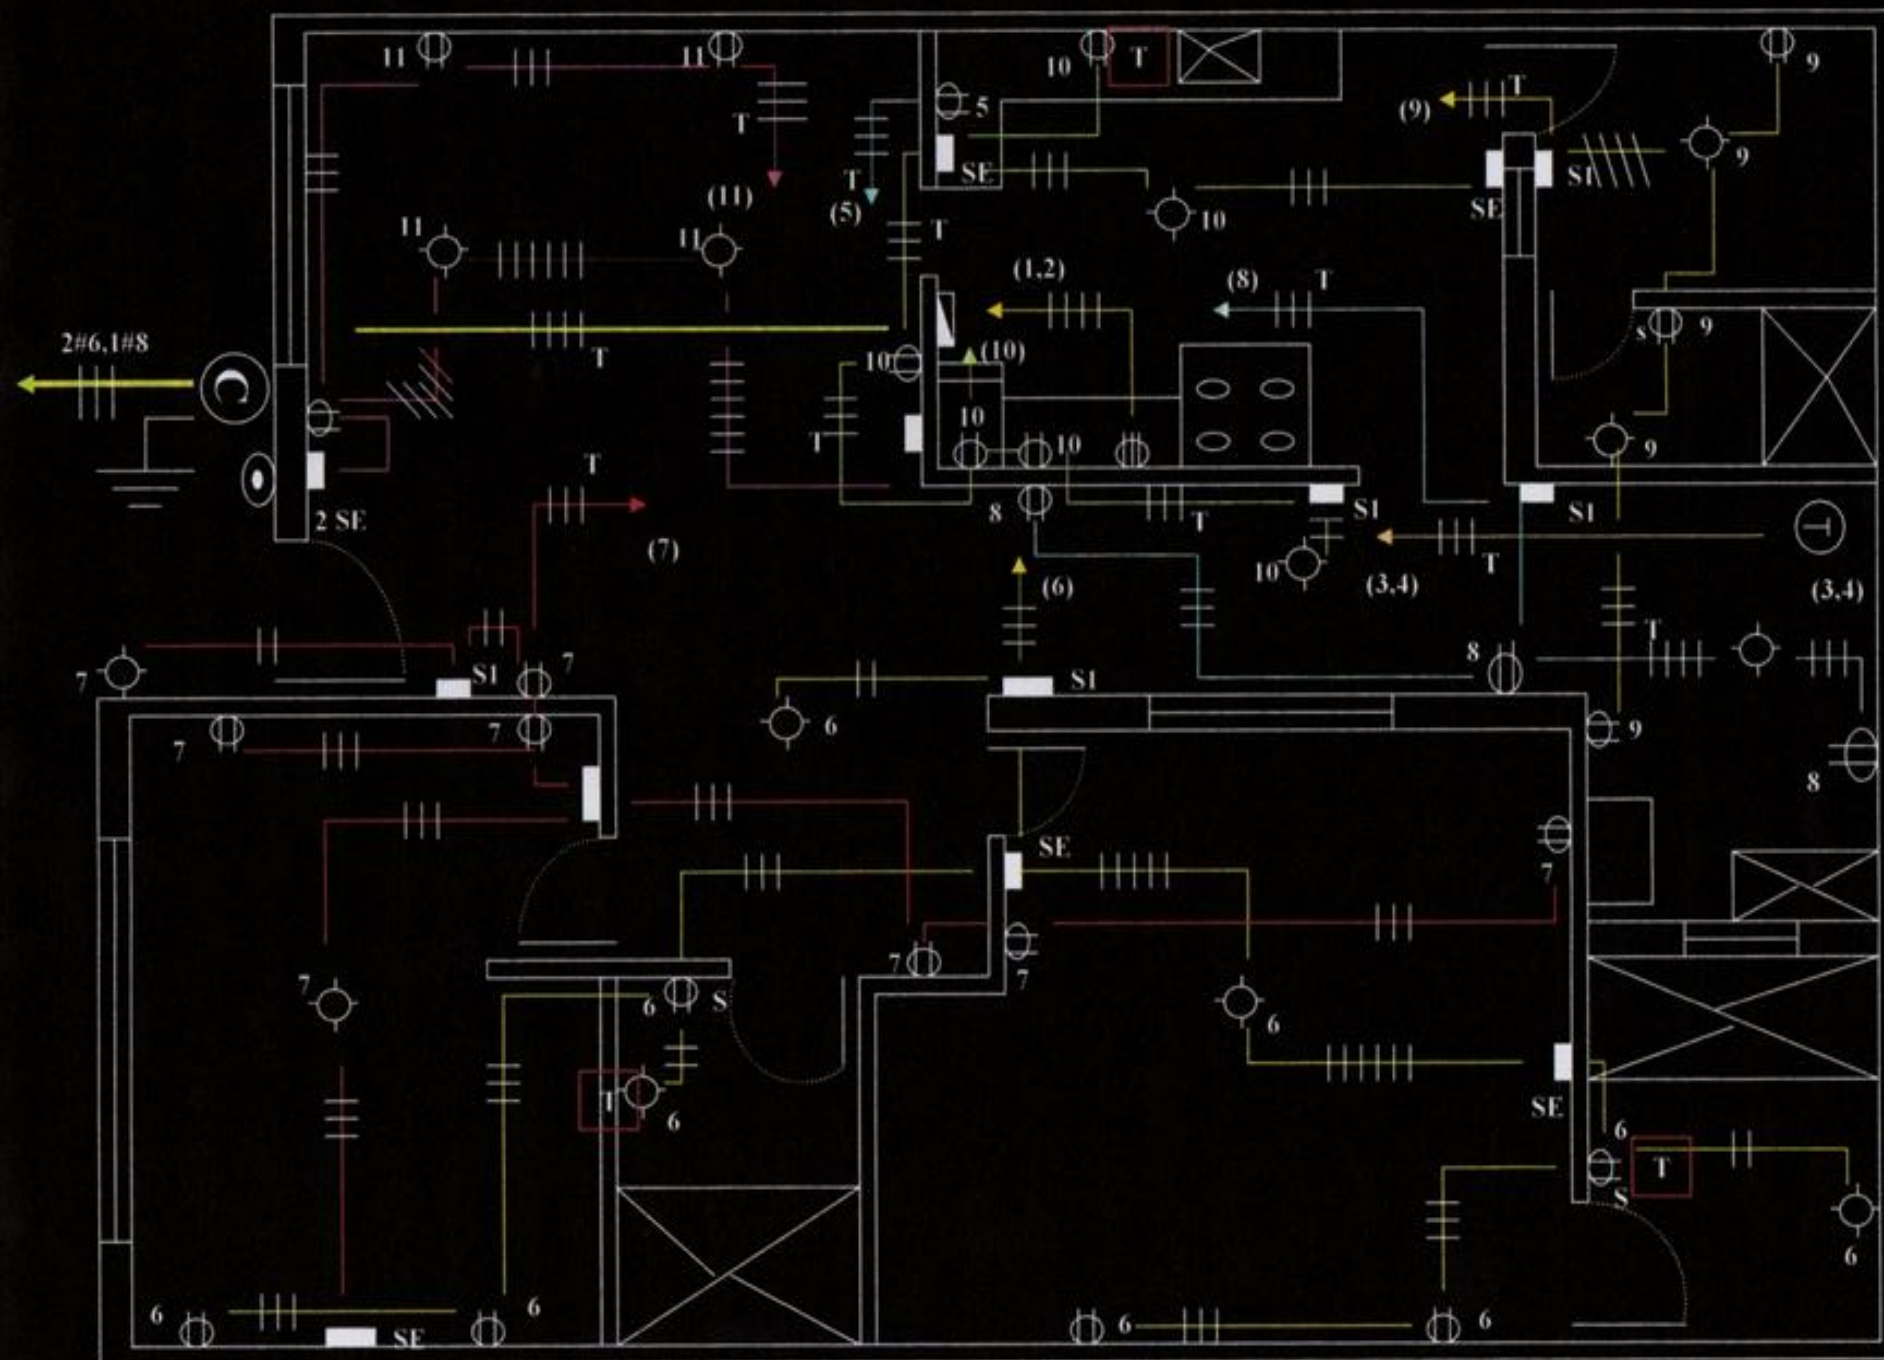 11 11 10 T 9
5
(9) T
T
SE S1 9
T
(11) (5) 10 SE
11 11 T
(1,2) (8) T
s 9
2#6,1#8
T 10 (10)
C
10
T 10 9
T
8 S1 S1
2 SE T
(7) T
10 (3,4) (3,4)
(6)
T
7 8
7 S1 S1
7 7 6 9
8
SE
7
7 7
7
6 S 6
T
6 SE
6
T
S
6
6 6 6 6
SE